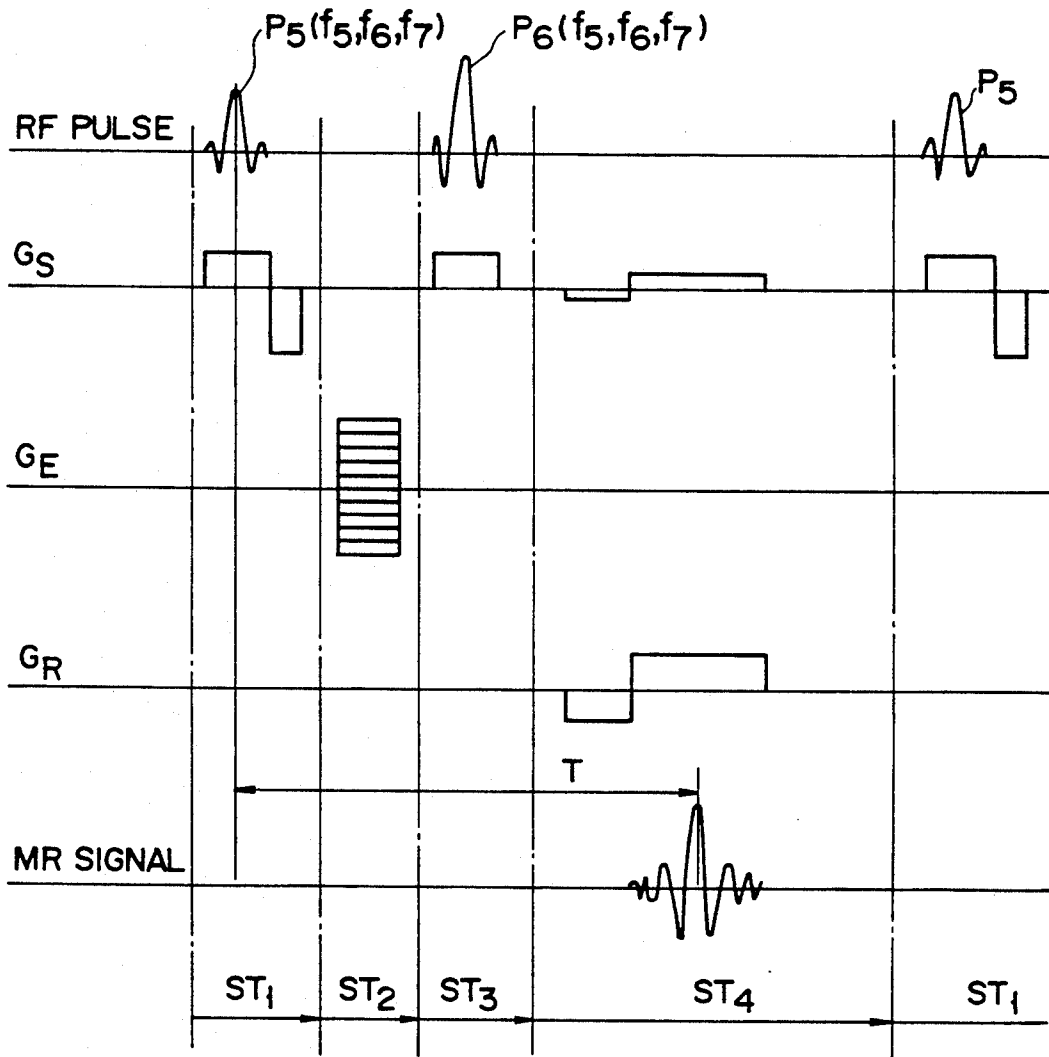 P5(f5,f6,f7)
P6(f5,f6,f7)
P5
RF PULSE
GS
GE
GR
T
MR SIGNAL
ST1 ST2 ST3 ST4 ST1